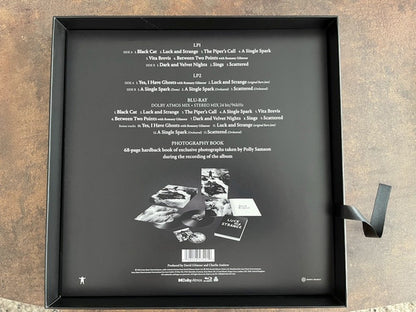 LP1
SIDE A 1. Black Cat 2. Luck and Strange 3. The Piper's Call 4. A Single Spark
5. Vita Brevis 6. Between Two Points with Romany Gilmour
SIDE B 1. Dark and Velvet Nights 2. Sings 3. Scattered
LP2
SIDE A 1. Yes, I Have Ghosts with Romany Gilmour 2. Luck and Strange (original Barn Jam)
SIDE B 1. A Single Spark 2. A Single Spark (Orchestral) 3. Scattered (Orchestral)
BLU-RAY
DOLBY ATMOS MIX + STEREO MIX 24 bit/96kHz
1. Black Cat 2. Luck and Strange 3. The Piper's Call 4. A Single Spark 5. Vita Brevis
6. Between Two Points with Romany Gilmour 7. Dark and Velvet Nights 8. Sings 9. Scattered
Bonus tracks: 10. Yes, I Have Ghosts with Romany Gilmour 11. Luck and Strange (original Barn Jam)
12. A Single Spark (Orchestral) 13. Scattered (Orchestral)
PHOTOGRAPHY BOOK
68-page hardback book of exclusive photographs taken by Polly Samson
during the recording of the album
LUCK
and
STRANGE
Produced by David Gilmour and Charlie Andrew
Dolby Atmos